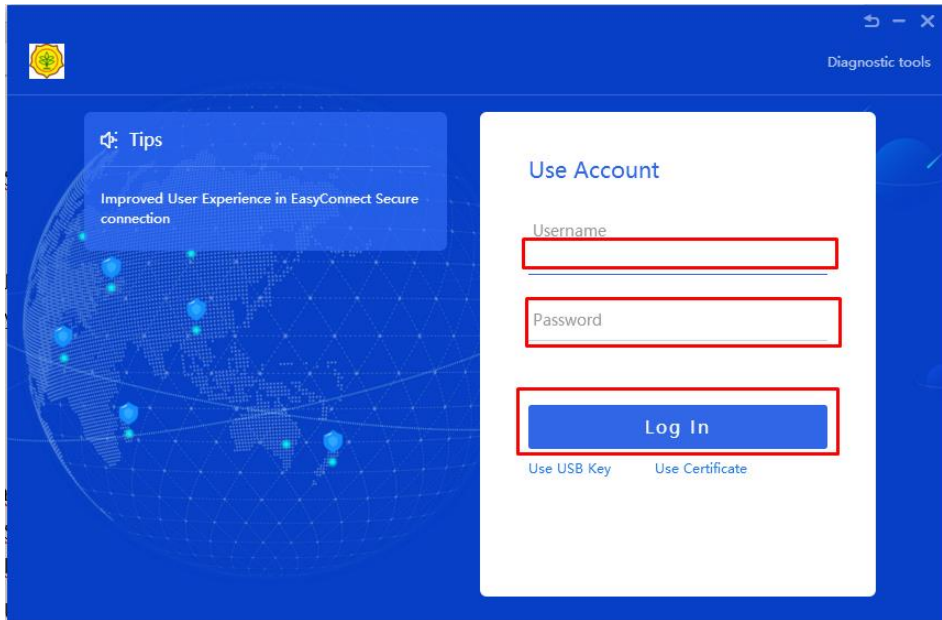 Diagnostic tools
Tips
Improved User Experience in EasyConnect Secure
connection
Use Account
Username
Password
Log In
Use USB Key Use Certificate